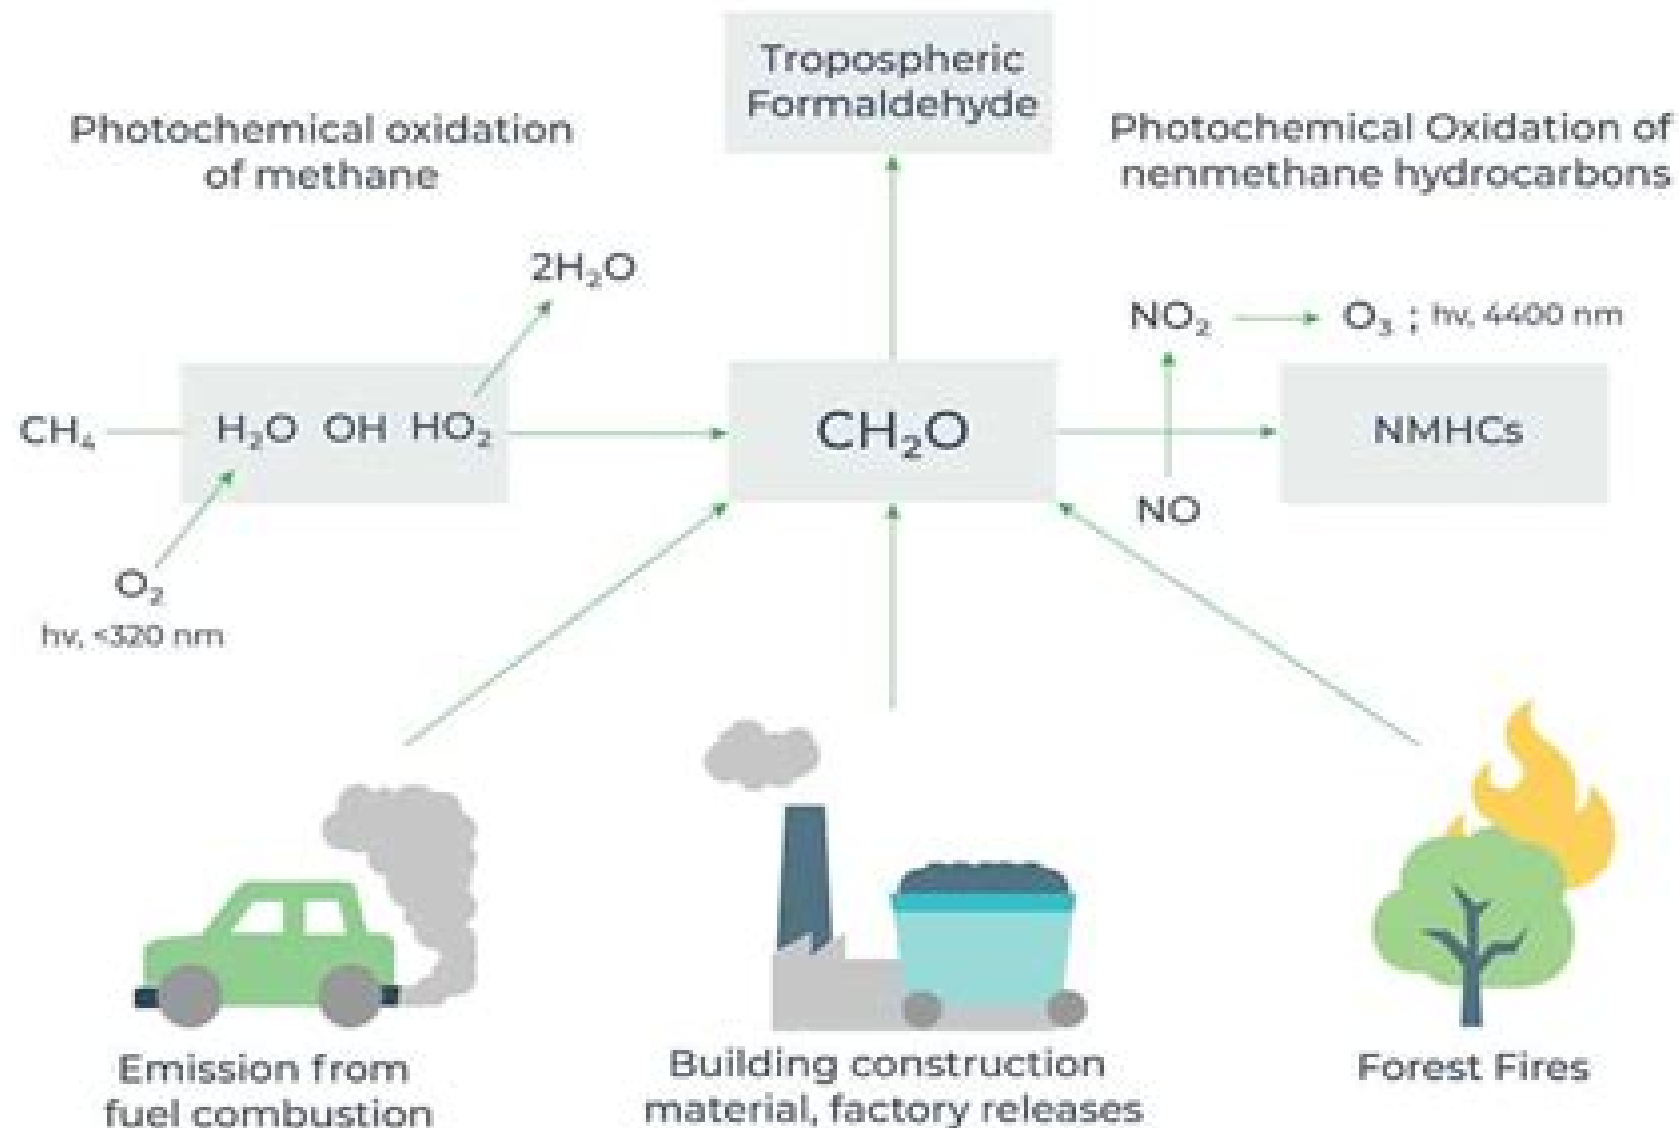 Tropospheric
Formaldehyde
Photochemical oxidation
of methane
Photochemical Oxidation of
nenmethane hydrocarbons
2H₂O
NO₂
O₃ ; hv, 4400 nm
CH₄
H₂O OH HO₂
CH₂O
NMHCs
NO
O₂
hv, <320 nm
Emission from
fuel combustion
Building construction
material, factory releases
Forest Fires